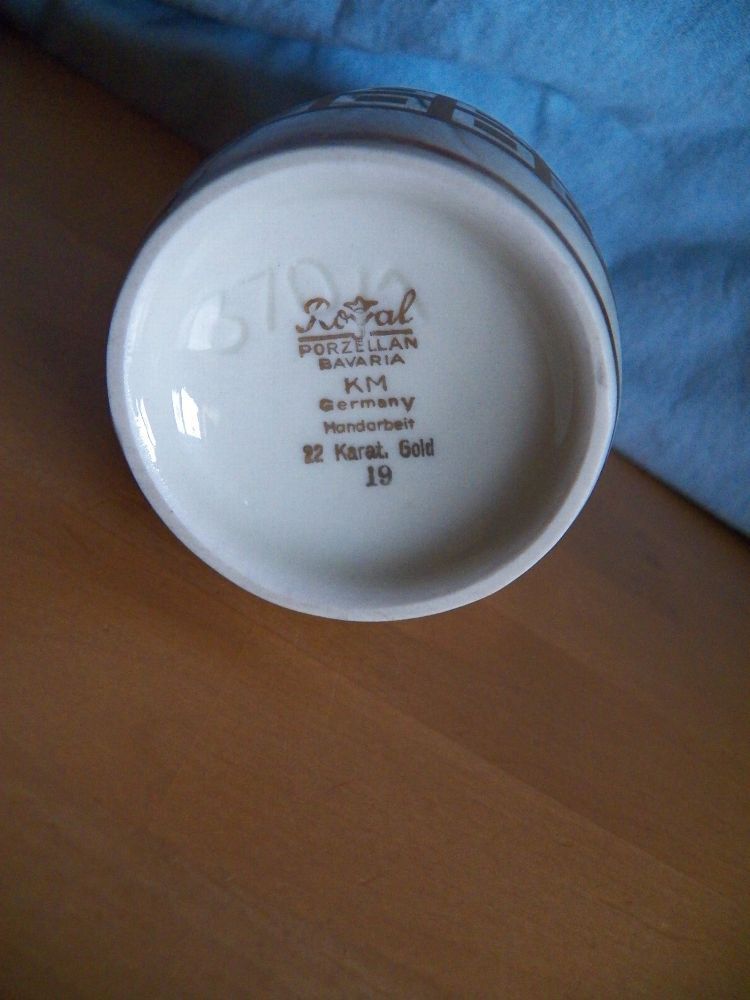 Royal
PORZELLAN
BAVARIA
KM
Germany
Handarbeit
22 Karat. Gold
19